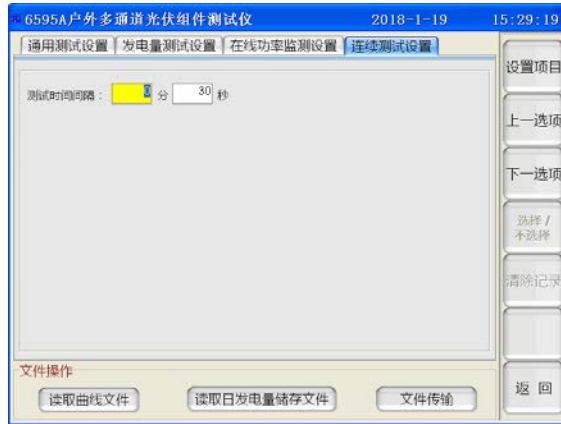 6595A户外多通道光伏组件测试仪 2018-1-19 15:29:19
通用测试设置 发电量测试设置 在线功率监测设置 连续测试设置
设置项目
测试时间间隔: 0 分 30 秒
上一选项
下一选项
选择 /
不选择
清除记录
文件操作
读取曲线文件 读取日发电量储存文件 文件传输
返 回